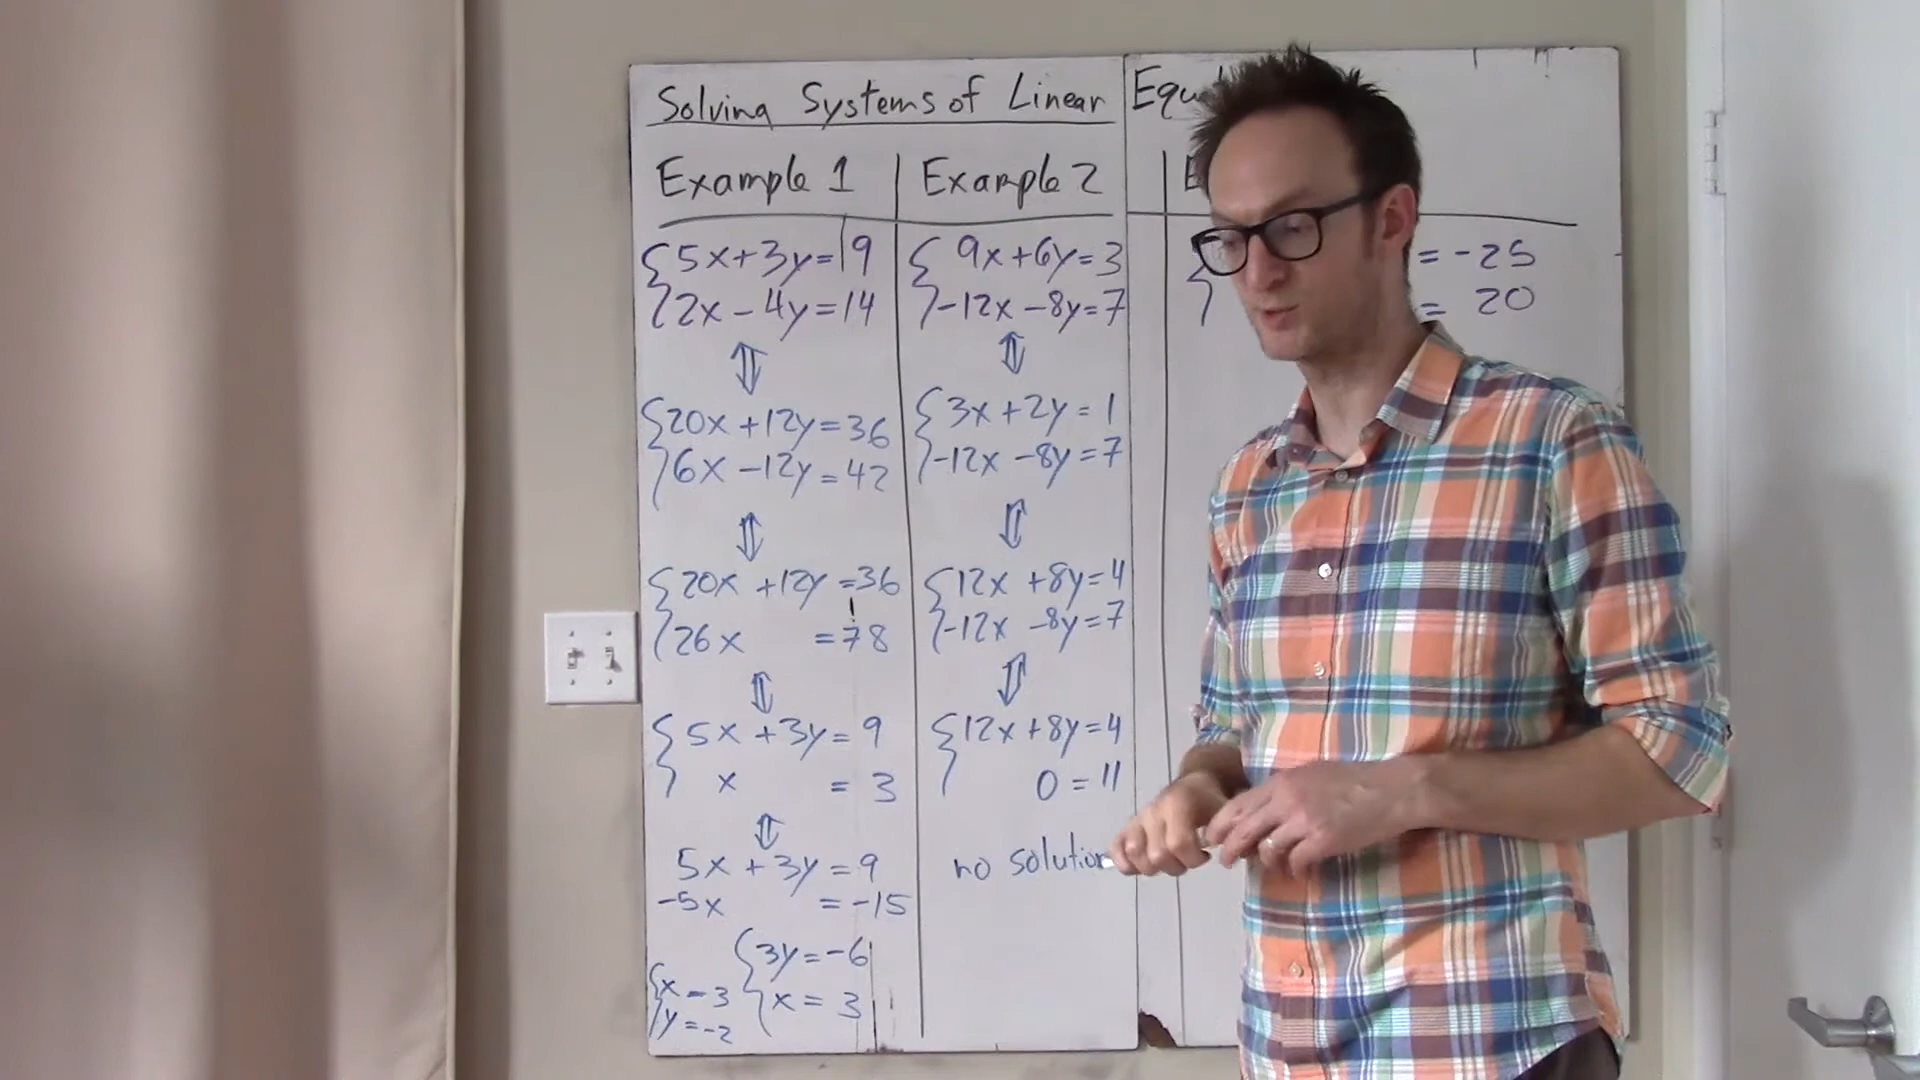 Solving Systems of Linear
Example 1
5x+3y=9
2x-4y=14
20x+12y=36
6x-12y=42
20x+12y=36
26x=78
5x+3y=9
x=3
5x+3y=9
-5x=-15
3y=-6
x=3
x=3
y=-2
Example 2
9x+6y=3
-12x-8y=7
3x+2y=1
-12x-8y=7
12x+8y=4
-12x-8y=7
12x+8y=4
0=11
no solution
=-25
=20